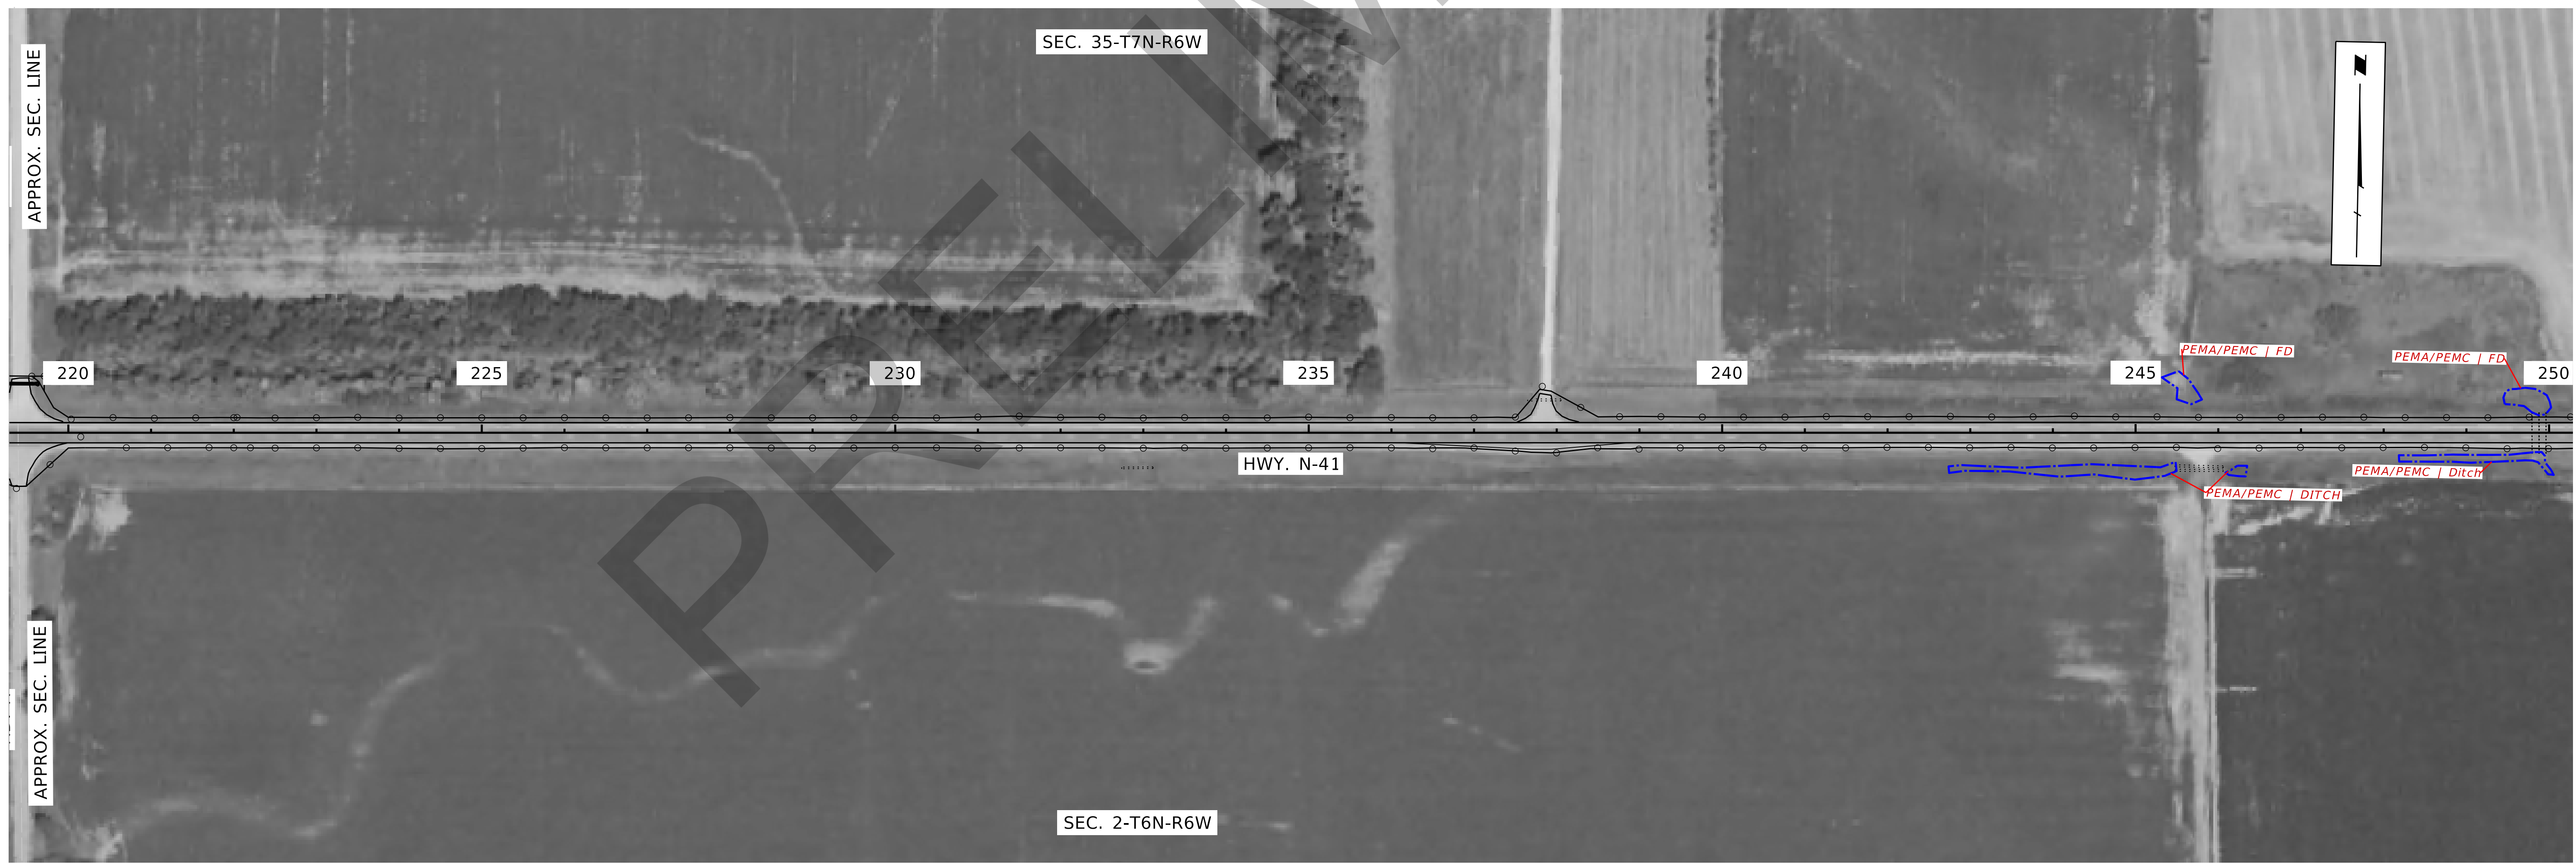 SEC. 35-T7N-R6W
APPROX. SEC. LINE
PEMA/PEMC | FD
PEMA/PEMC | FD
220
225
230
235
240
245
250
HWY. N-41
PEMA/PEMC | Ditch
PEMA/PEMC | DITCH
APPROX. SEC. LINE
SEC. 2-T6N-R6W